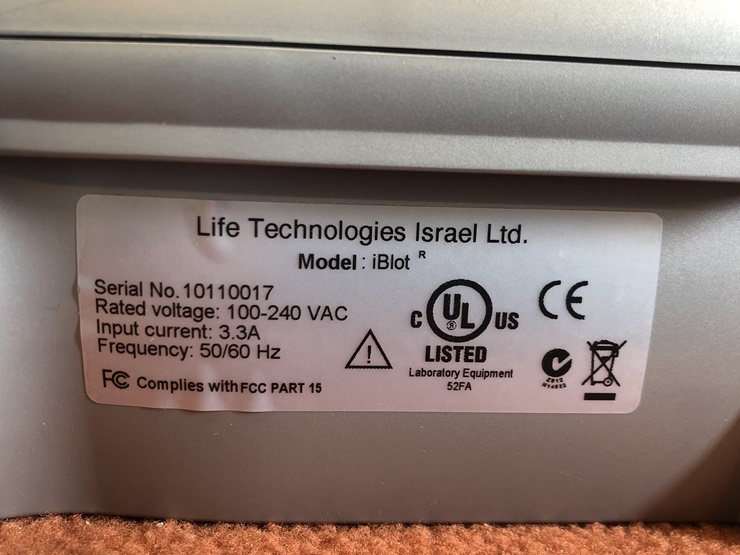 Life Technologies Israel Ltd.
Model : iBlot R
Serial No.10110017
Rated voltage: 100-240 VAC
Input current: 3.3A
Frequency: 50/60 Hz
FC Complies with FCC PART 15
C UL ® US
LISTED
Laboratory Equipment
52FA
CE